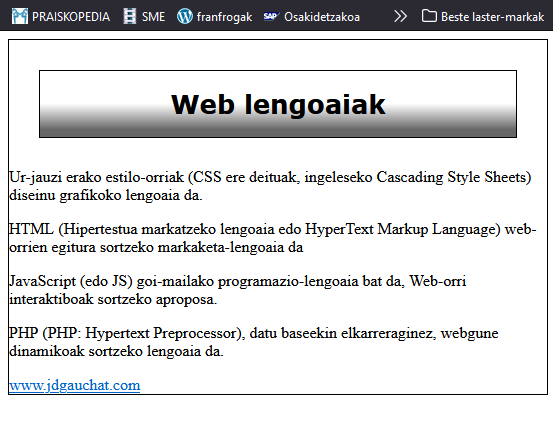 PRAISKOPEDIA SME franfrogak SAP Osakidetzakoa Beste laster-markak
Web lengoaiak
Ur-jauzi erako estilo-orriak (CSS ere deituak, ingeleseko Cascading Style Sheets)
diseinu grafikoko lengoaia da.
HTML (Hipertestua markatzeko lengoaia edo HyperText Markup Language) web-
orrien egitura sortzeko markaketa-lengoaia da
JavaScript (edo JS) goi-mailako programazio-lengoaia bat da, Web-orri
interaktiboak sortzeko aproposa.
PHP (PHP: Hypertext Preprocessor), datu baseekin elkarreraginez, webgune
dinamikoak sortzeko lengoaia da.
www.jdgauchat.com